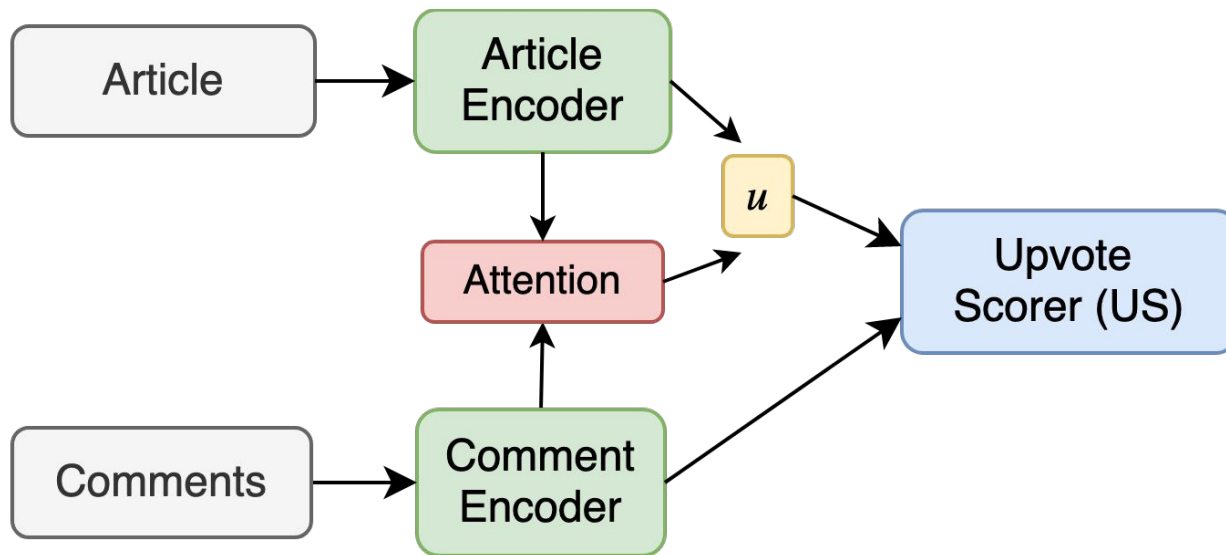 Article
Article
Encoder
u
Attention
Upvote
Scorer (US)
Comments
Comment
Encoder